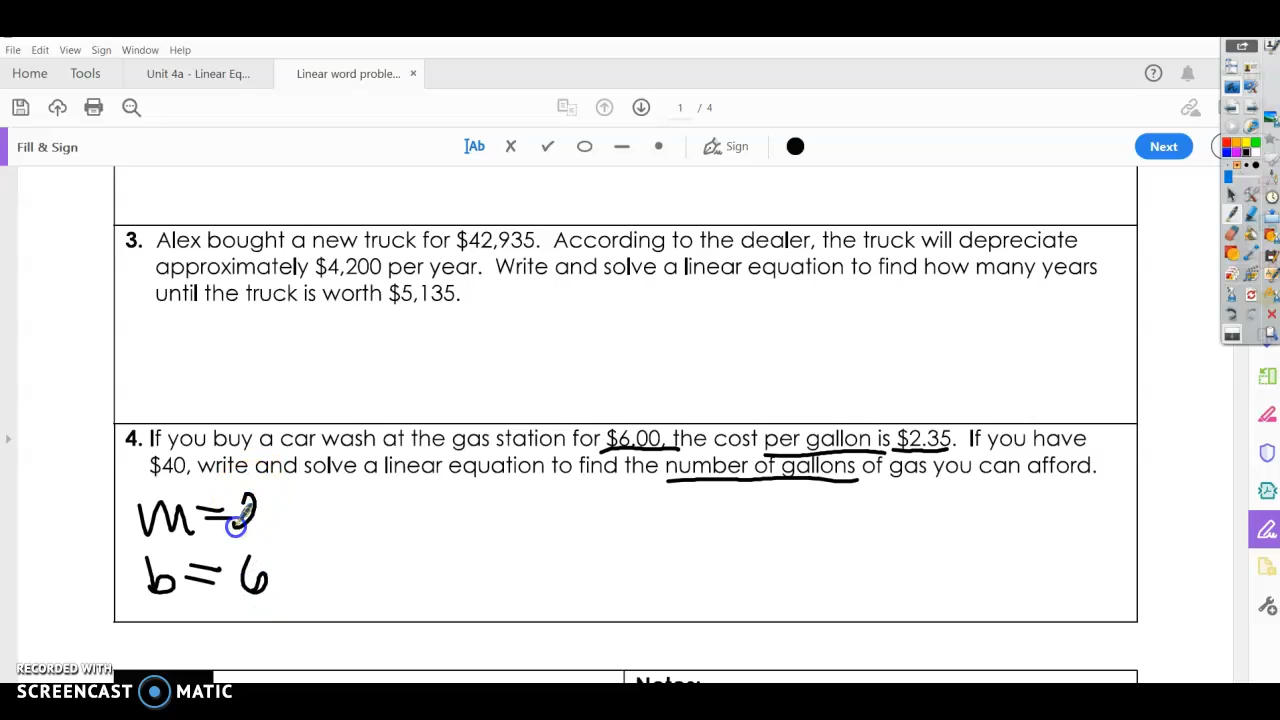 File Edit View Sign Window Help
Home Tools Unit 4a - Linear Eq... Linear word proble... ×
1 / 4
Fill & Sign Ab Sign Next
3. Alex bought a new truck for $42,935. According to the dealer, the truck will depreciate
approximately $4,200 per year. Write and solve a linear equation to find how many years
until the truck is worth $5,135.
4. If you buy a car wash at the gas station for $6.00, the cost per gallon is $2.35. If you have
$40, write and solve a linear equation to find the number of gallons of gas you can afford.
m =
b = 6
Notes:
RECORDED WITH
SCREENCAST MATIC